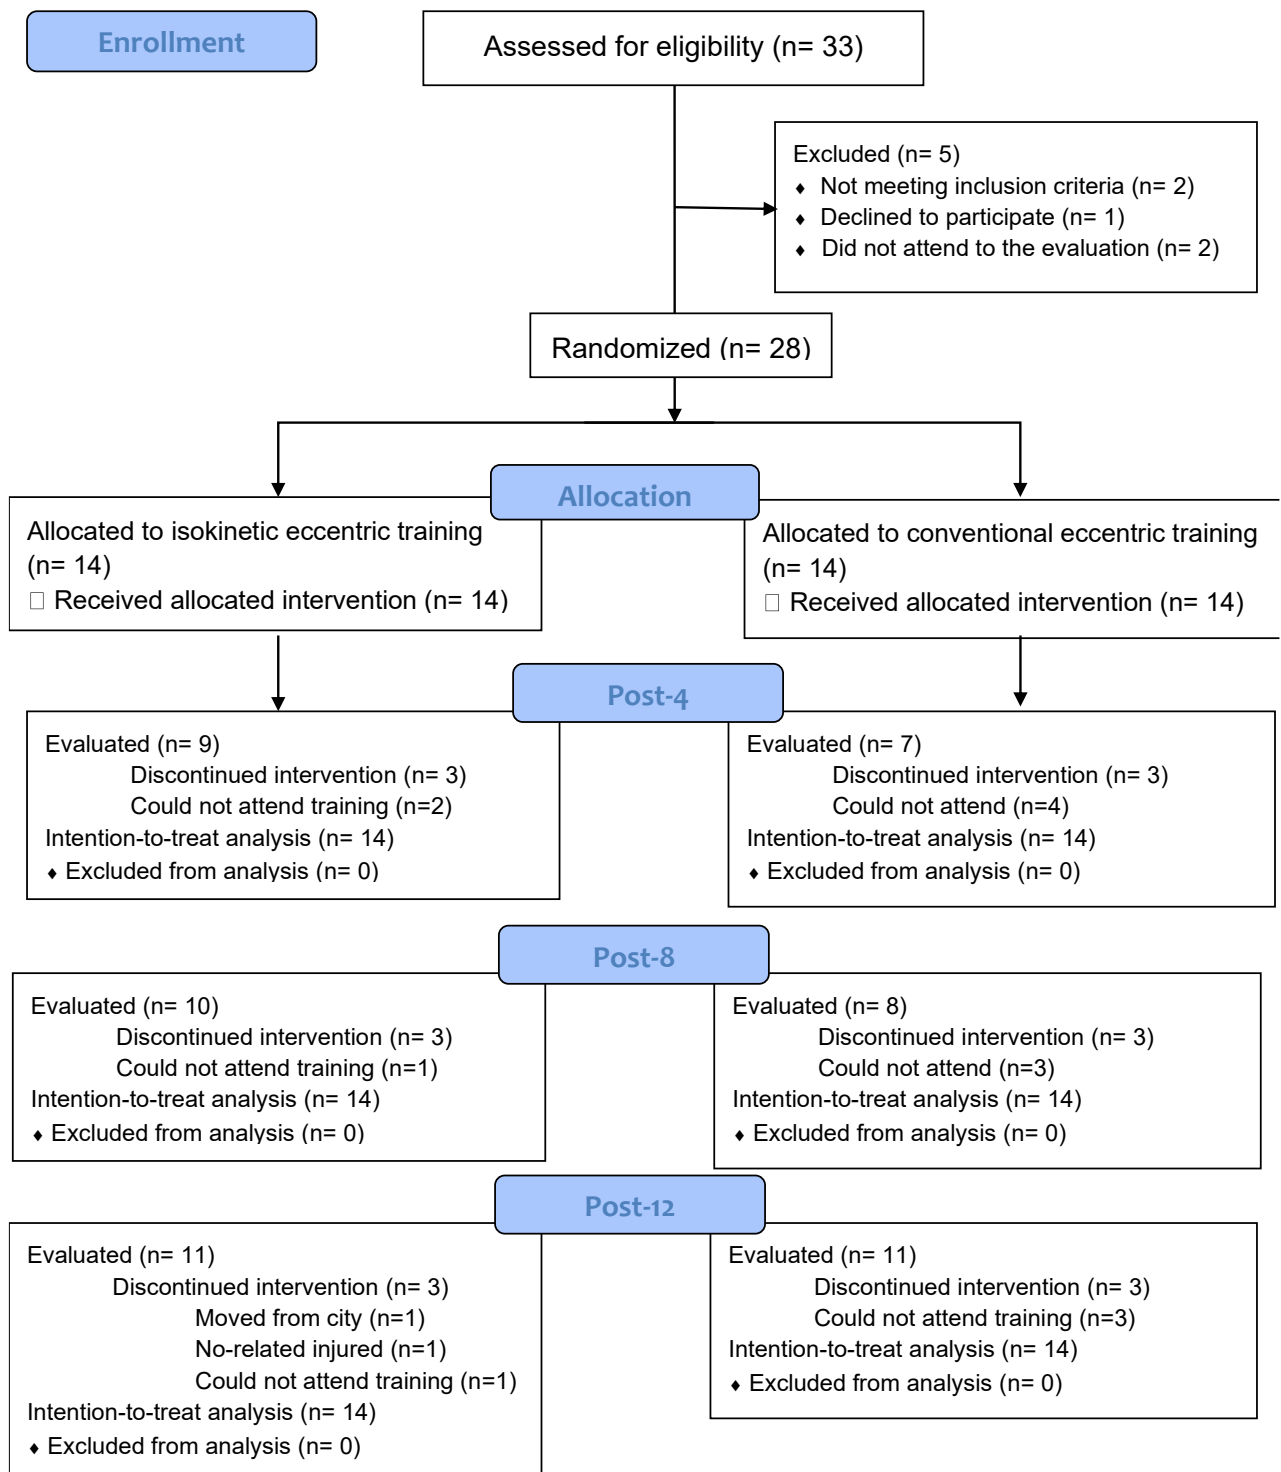 Enrollment
Assessed for eligibility (n= 33)
Excluded (n= 5)
♦ Not meeting inclusion criteria (n= 2)
♦ Declined to participate (n= 1)
♦ Did not attend to the evaluation (n= 2)
Randomized (n= 28)
Allocation
Allocated to isokinetic eccentric training
(n= 14)
□ Received allocated intervention (n= 14)
Allocated to conventional eccentric training
(n= 14)
□ Received allocated intervention (n= 14)
Post-4
Evaluated (n= 9)
Discontinued intervention (n= 3)
Could not attend training (n=2)
Intention-to-treat analysis (n= 14)
♦ Excluded from analysis (n= 0)
Evaluated (n= 7)
Discontinued intervention (n= 3)
Could not attend (n=4)
Intention-to-treat analysis (n= 14)
♦ Excluded from analysis (n= 0)
Post-8
Evaluated (n= 10)
Discontinued intervention (n= 3)
Could not attend training (n=1)
Intention-to-treat analysis (n= 14)
♦ Excluded from analysis (n= 0)
Evaluated (n= 8)
Discontinued intervention (n= 3)
Could not attend (n=3)
Intention-to-treat analysis (n= 14)
♦ Excluded from analysis (n= 0)
Post-12
Evaluated (n= 11)
Discontinued intervention (n= 3)
Moved from city (n=1)
No-related injured (n=1)
Could not attend training (n=1)
Intention-to-treat analysis (n= 14)
♦ Excluded from analysis (n= 0)
Evaluated (n= 11)
Discontinued intervention (n= 3)
Could not attend training (n=3)
Intention-to-treat analysis (n= 14)
♦ Excluded from analysis (n= 0)